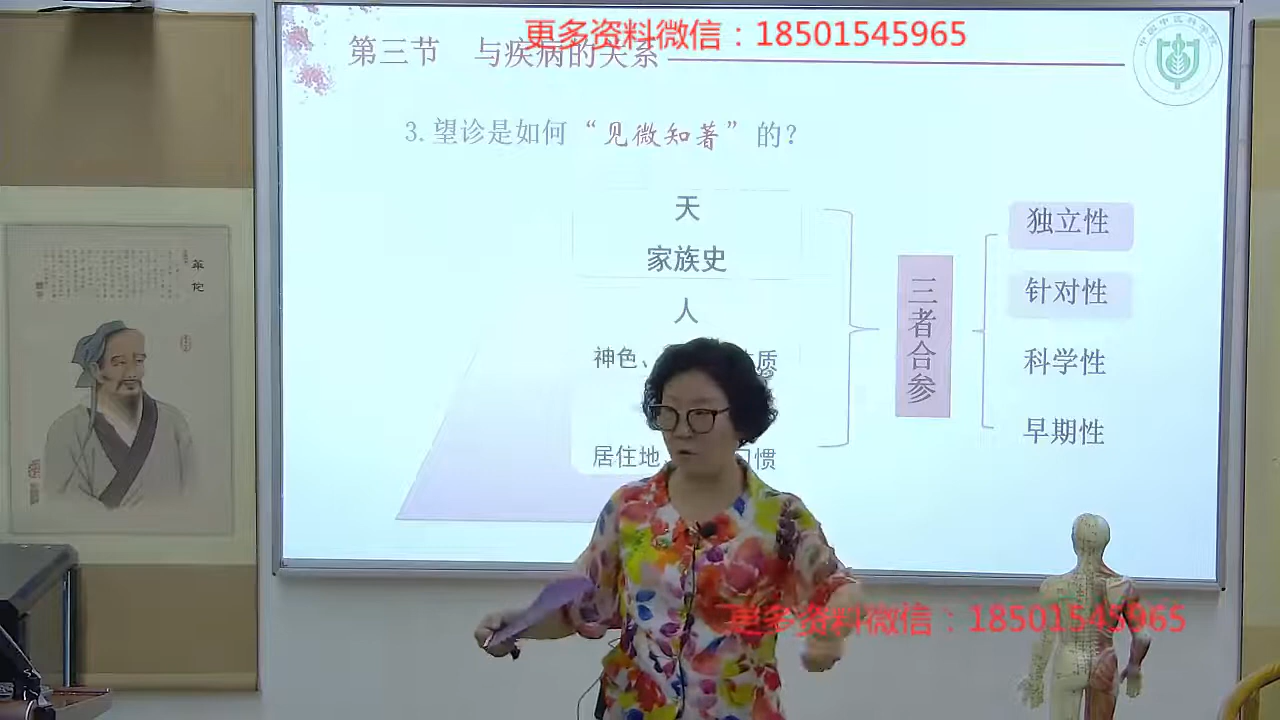 更多资料微信：18501545965
第三节 与疾病的关系
3.望诊是如何“见微知著”的？
天
家族史
人
神色、
质
居住地
习惯
三者合参
独立性
针对性
科学性
早期性
华佗
更多资料微信：18501545965